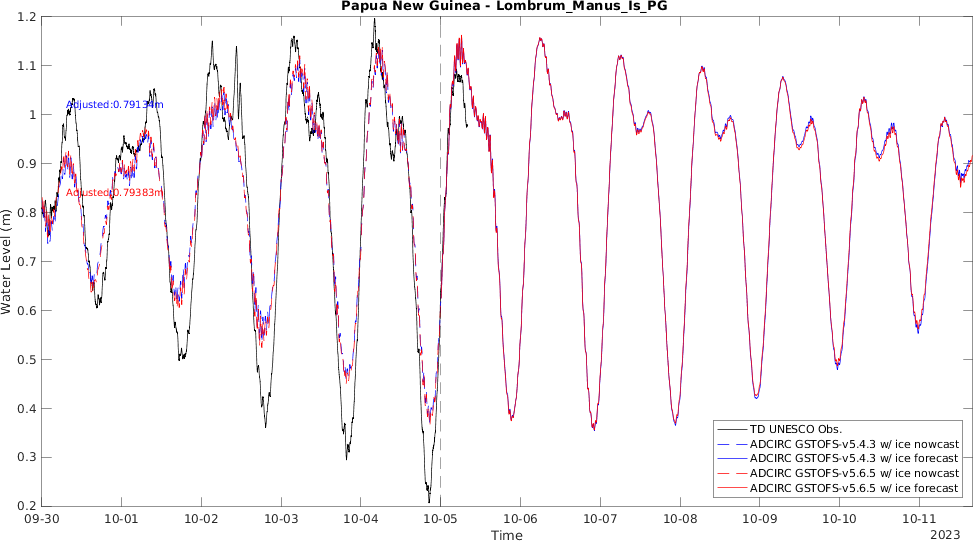 Papua New Guinea - Lombrum_Manus_Is_PG
1.2
1.1
1
0.9
0.8
0.7
0.6
0.5
0.4
0.3
0.2
Water Level (m)
Adjusted:0.79134m
Adjusted:0.79383m
TD UNESCO Obs.
ADCIRC GSTOFS-v5.4.3 w/ ice nowcast
ADCIRC GSTOFS-v5.4.3 w/ ice forecast
ADCIRC GSTOFS-v5.6.5 w/ ice nowcast
ADCIRC GSTOFS-v5.6.5 w/ ice forecast
09-30 10-01 10-02 10-03 10-04 10-05 10-06 10-07 10-08 10-09 10-10 10-11
2023
Time